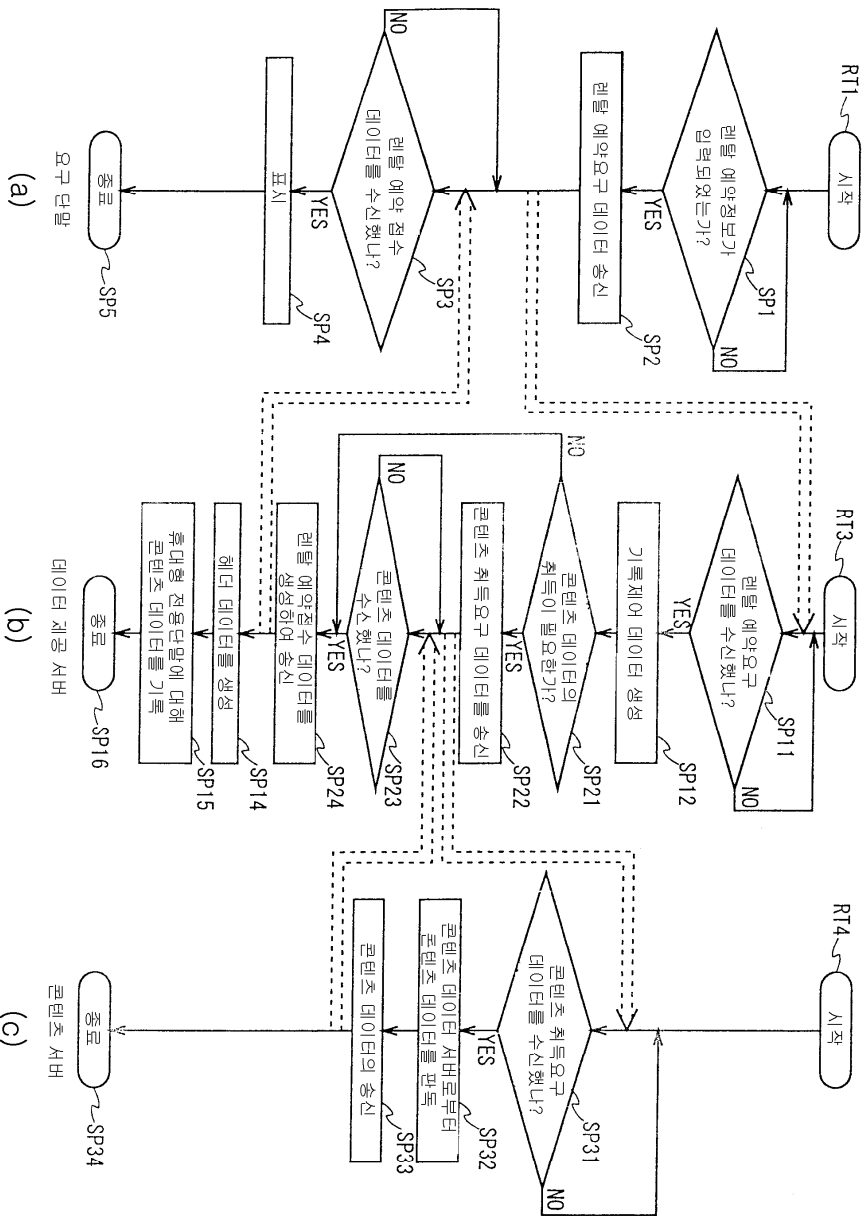 RT1
시작
렌탈 예약정보가
입력되었는가?
SP1
NO
YES
렌탈 예약요구 데이터 송신
SP2
렌탈 예약 접수
데이터를 수신했나?
SP3
NO
YES
표시
SP4
종료
SP5
요구 단말
(a)
RT3
시작
렌탈 예약요구
데이터를 수신했나?
SP11
NO
YES
기록제어 데이터 생성
SP12
콘텐츠 데이터의
취득이 필요한가?
SP21
NO
YES
콘텐츠 취득요구 데이터를 송신
SP22
콘텐츠 데이터를
수신했나?
SP23
NO
YES
렌탈 예약접수 데이터를
생성하여 송신
SP24
헤더 데이터를 생성
SP14
휴대형 전용단말에 대해
콘텐츠 데이터를 기록
SP15
종료
SP16
데이터 제공 서버
(b)
RT4
시작
콘텐츠 취득요구
데이터를 수신했나?
SP31
NO
YES
콘텐츠 데이터 서버로부터
콘텐츠 데이터를 판독
SP32
콘텐츠 데이터의 송신
SP33
종료
SP34
콘텐츠 서버
(c)